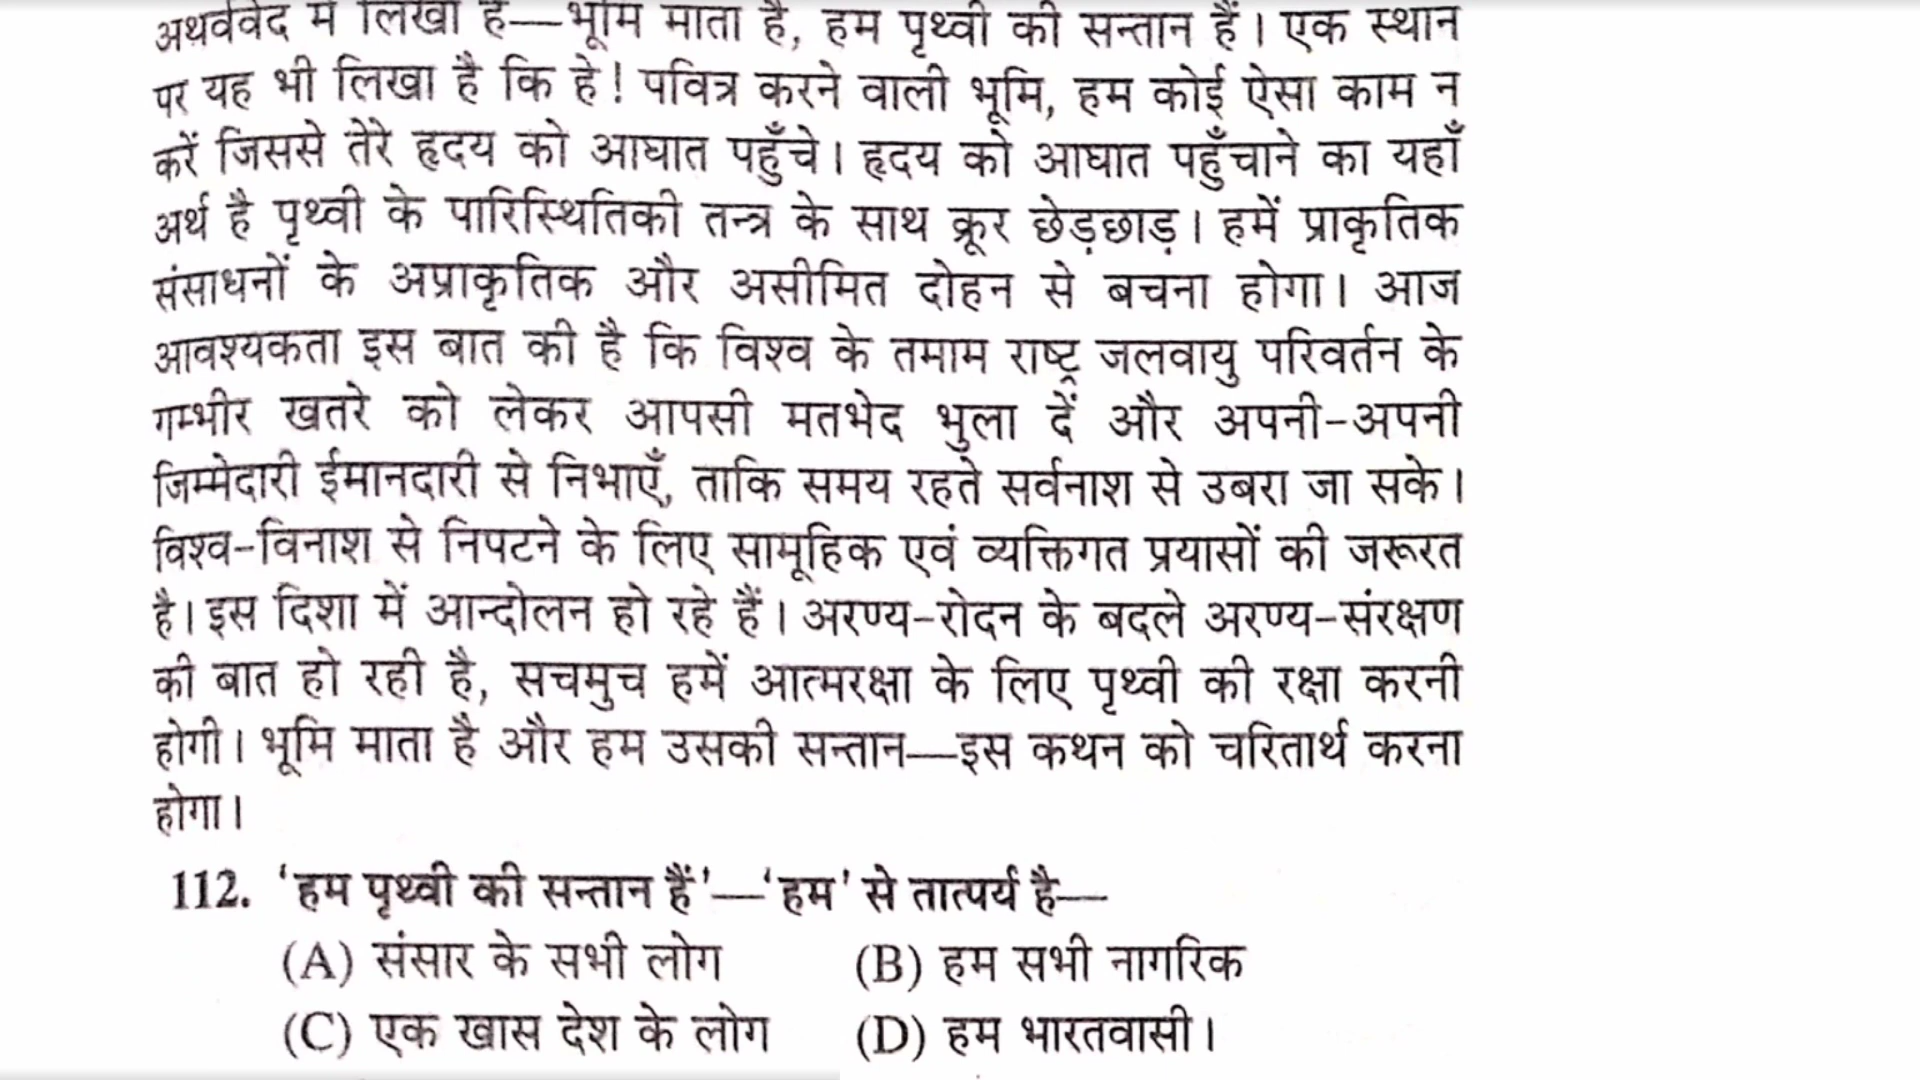 अथर्ववेद में लिखा है—भूमि माता है, हम पृथ्वी की सन्तान हैं। एक स्थान
पर यह भी लिखा है कि हे! पवित्र करने वाली भूमि, हम कोई ऐसा काम न
करें जिससे तेरे हृदय को आघात पहुँचे। हृदय को आघात पहुँचाने का यहाँ
अर्थ है पृथ्वी के पारिस्थितिकी तन्त्र के साथ क्रूर छेड़छाड़। हमें प्राकृतिक
संसाधनों के अप्राकृतिक और असीमित दोहन से बचना होगा। आज
आवश्यकता इस बात की है कि विश्व के तमाम राष्ट्र जलवायु परिवर्तन के
गम्भीर खतरे को लेकर आपसी मतभेद भुला दें और अपनी-अपनी
जिम्मेदारी ईमानदारी से निभाएँ, ताकि समय रहते सर्वनाश से उबरा जा सके।
विश्व-विनाश से निपटने के लिए सामूहिक एवं व्यक्तिगत प्रयासों की जरूरत
है। इस दिशा में आन्दोलन हो रहे हैं। अरण्य-रोदन के बदले अरण्य-संरक्षण
की बात हो रही है, सचमुच हमें आत्मरक्षा के लिए पृथ्वी की रक्षा करनी
होगी। भूमि माता है और हम उसकी सन्तान—इस कथन को चरितार्थ करना
होगा।
112. 'हम पृथ्वी की सन्तान हैं'—'हम' से तात्पर्य है—
(A) संसार के सभी लोग (B) हम सभी नागरिक
(C) एक खास देश के लोग (D) हम भारतवासी।